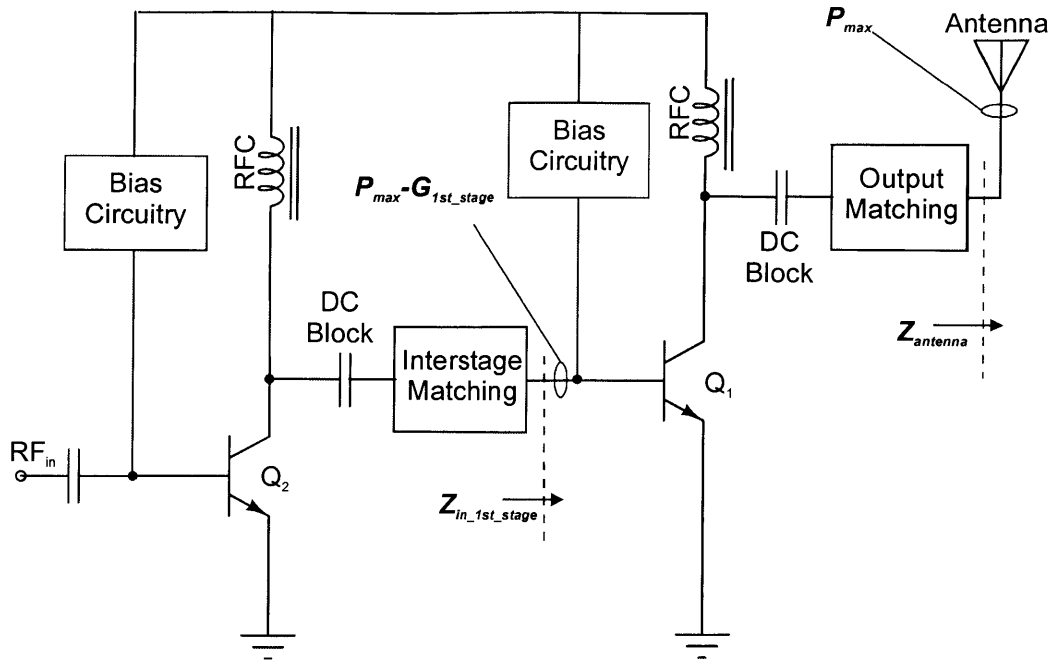 P_max
Antenna
RFC
RFC
Bias
Circuitry
Bias
Circuitry
P_max-G_1st_stage
Output
Matching
DC
Block
DC
Block
Z_antenna
Interstage
Matching
Q_1
RF_in
Q_2
Z_in_1st_stage